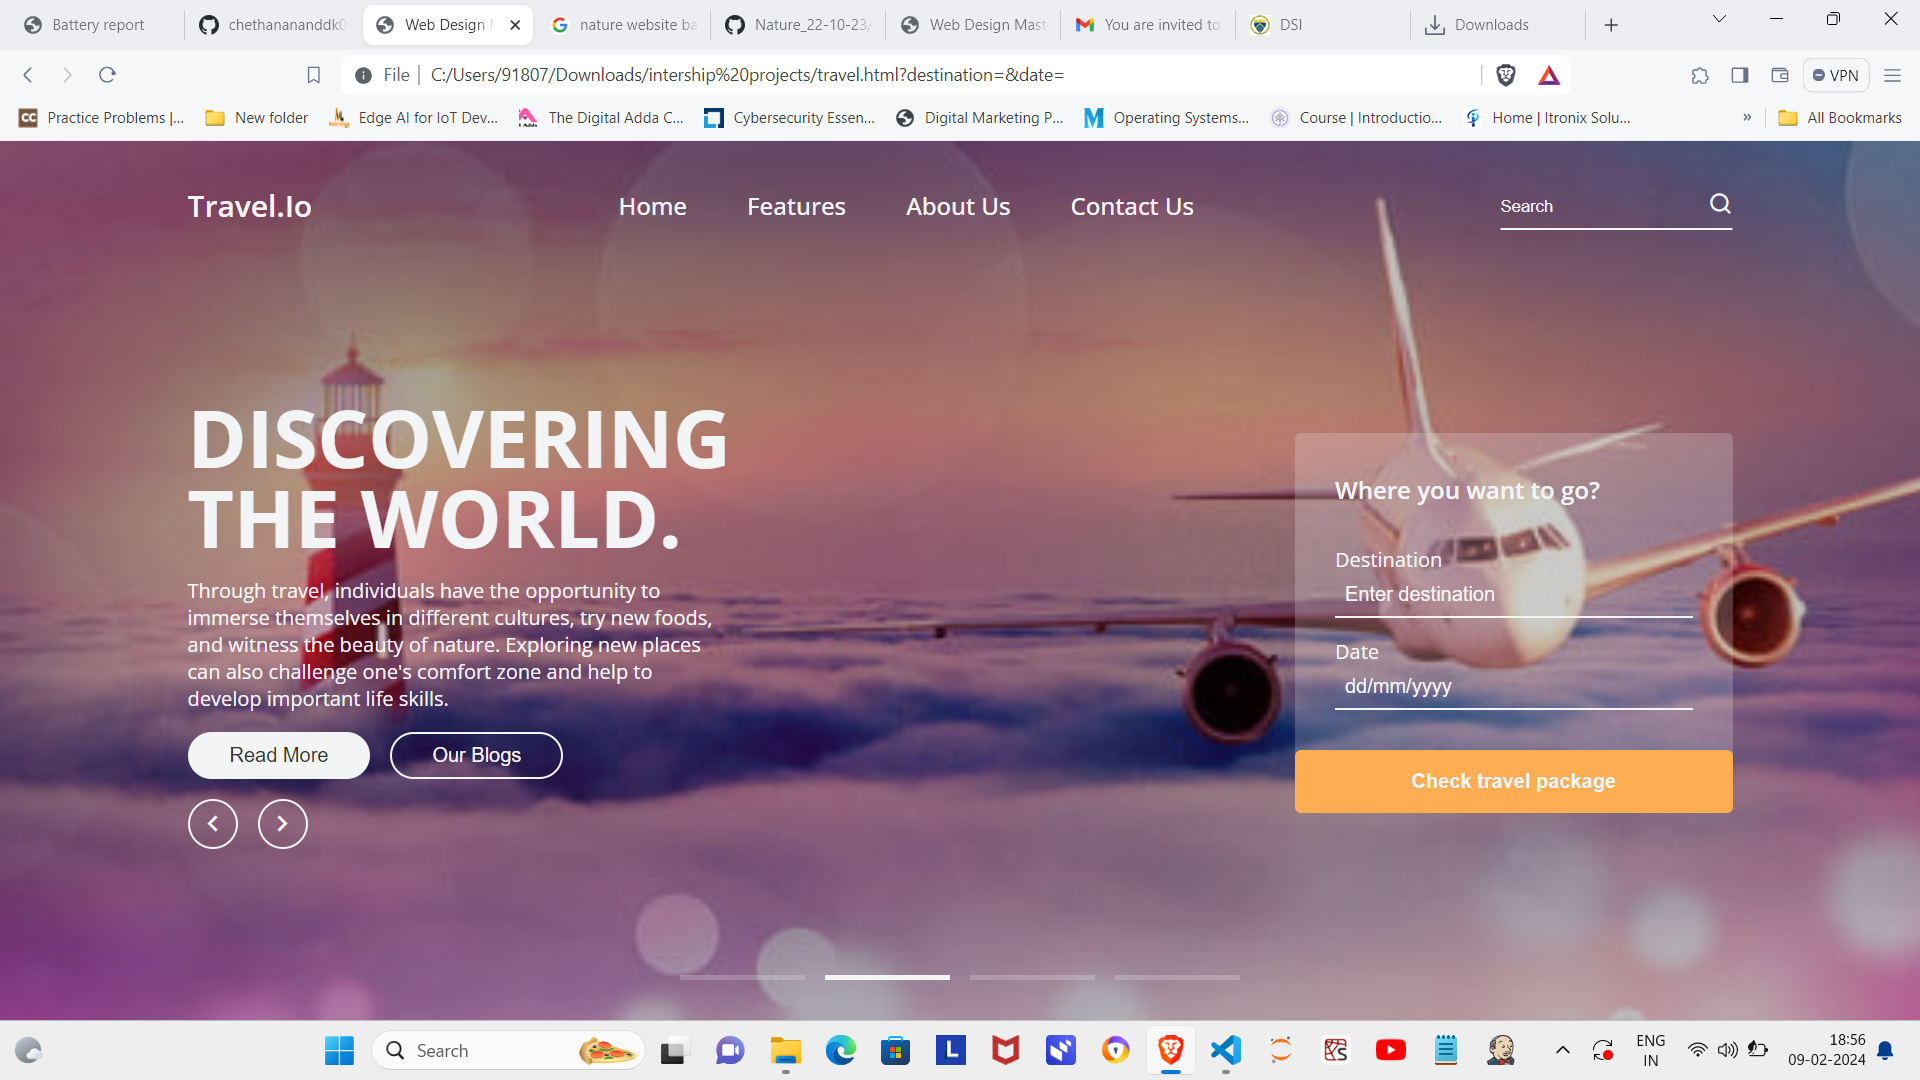 Battery report
chethanananddk0
Web Design M
nature website ba
Nature_22-10-23/
Web Design Mast
You are invited to
DSI
Downloads
File
C:/Users/91807/Downloads/intership%20projects/travel.html?destination=&date=
VPN
Practice Problems |...
New folder
Edge AI for IoT Dev...
The Digital Adda C...
Cybersecurity Essen...
Digital Marketing P...
Operating Systems...
Course | Introductio...
Home | Itronix Solu...
»
All Bookmarks
Travel.Io
Home
Features
About Us
Contact Us
Search
DISCOVERING
THE WORLD.
Through travel, individuals have the opportunity to
immerse themselves in different cultures, try new foods,
and witness the beauty of nature. Exploring new places
can also challenge one's comfort zone and help to
develop important life skills.
Read More
Our Blogs
Where you want to go?
Destination
Enter destination
Date
dd/mm/yyyy
Check travel package
Search
ENG
IN
18:56
09-02-2024